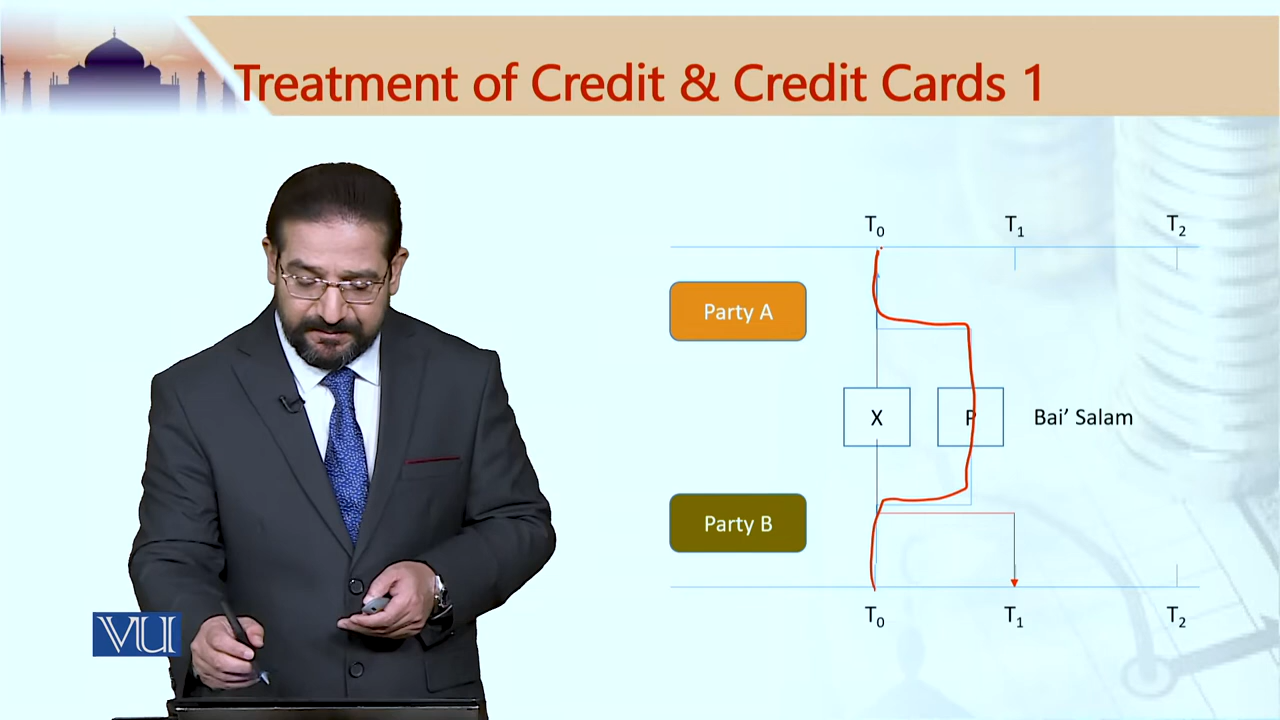 Treatment of Credit & Credit Cards 1
T0 T1 T2
Party A
X P Bai’ Salam
Party B
T0 T1 T2
VU